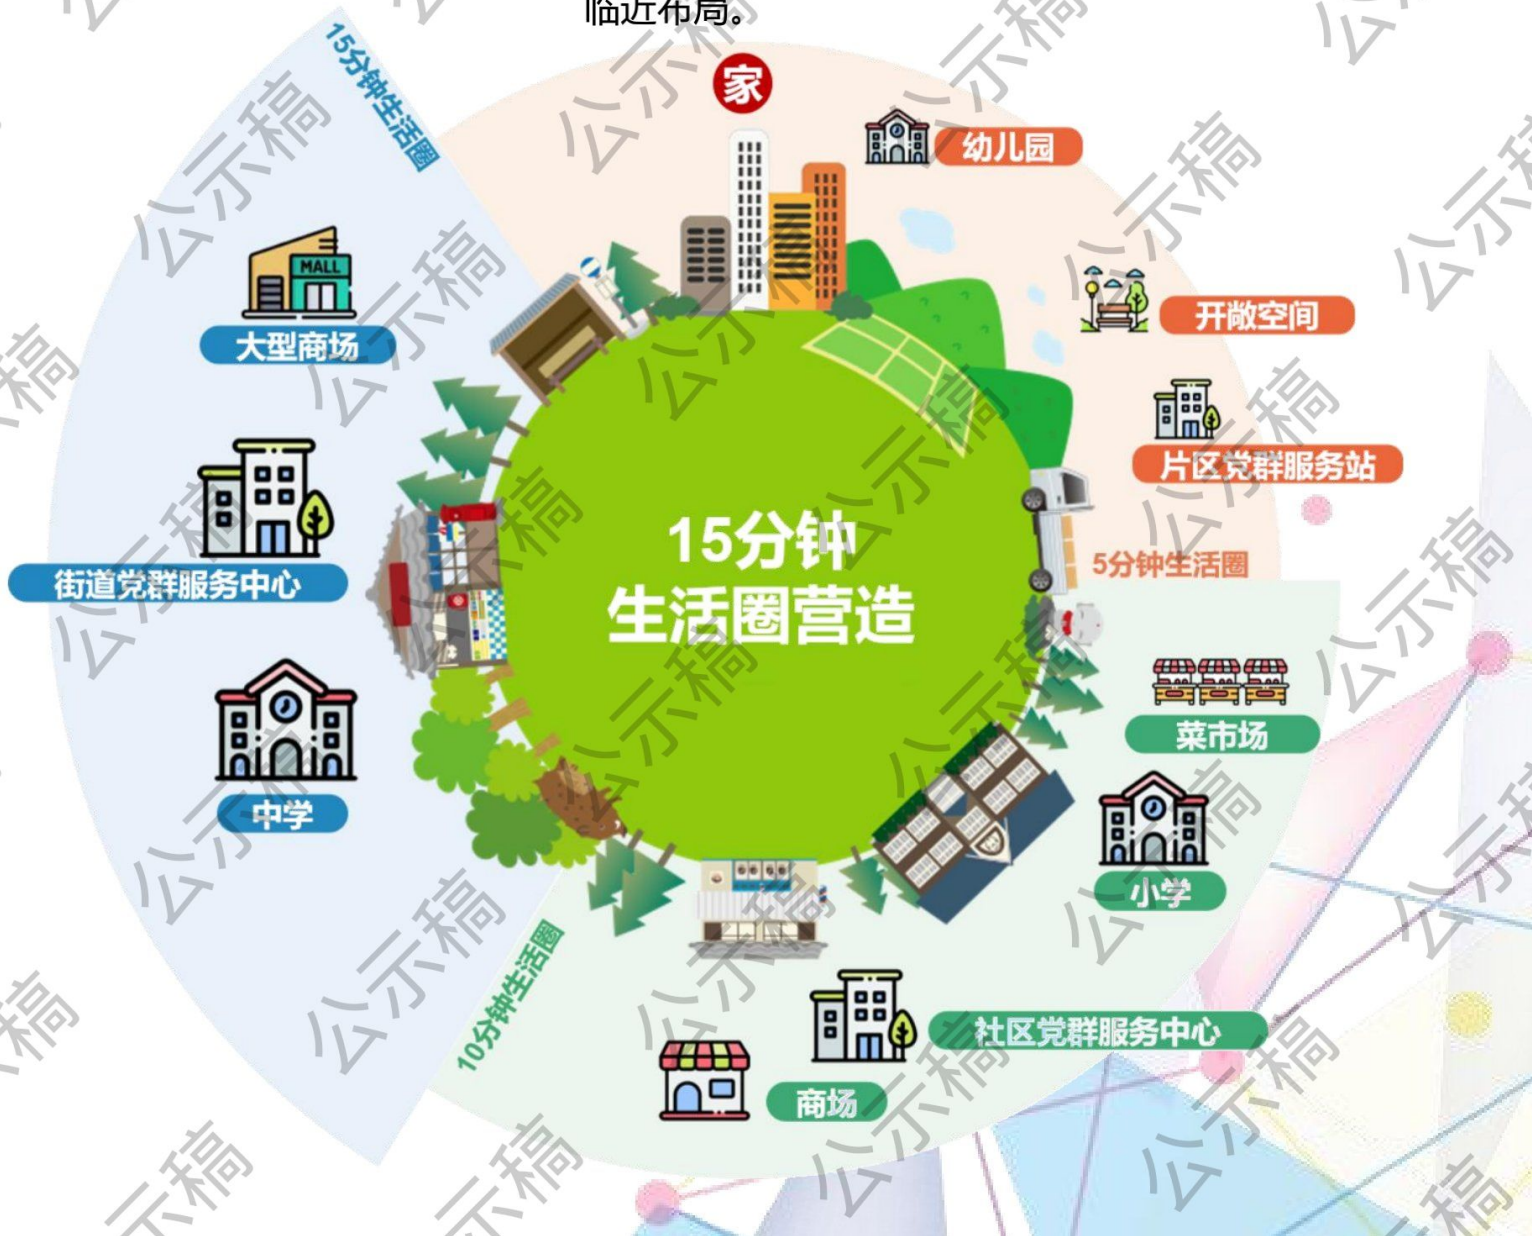 临近布局。
家
15分钟生活圈
幼儿园
MALL
大型商场
开敞空间
片区党群服务站
街道党群服务中心
15分钟
生活圈营造
5分钟生活圈
菜市场
中学
小学
10分钟生活圈
社区党群服务中心
商场
公示稿